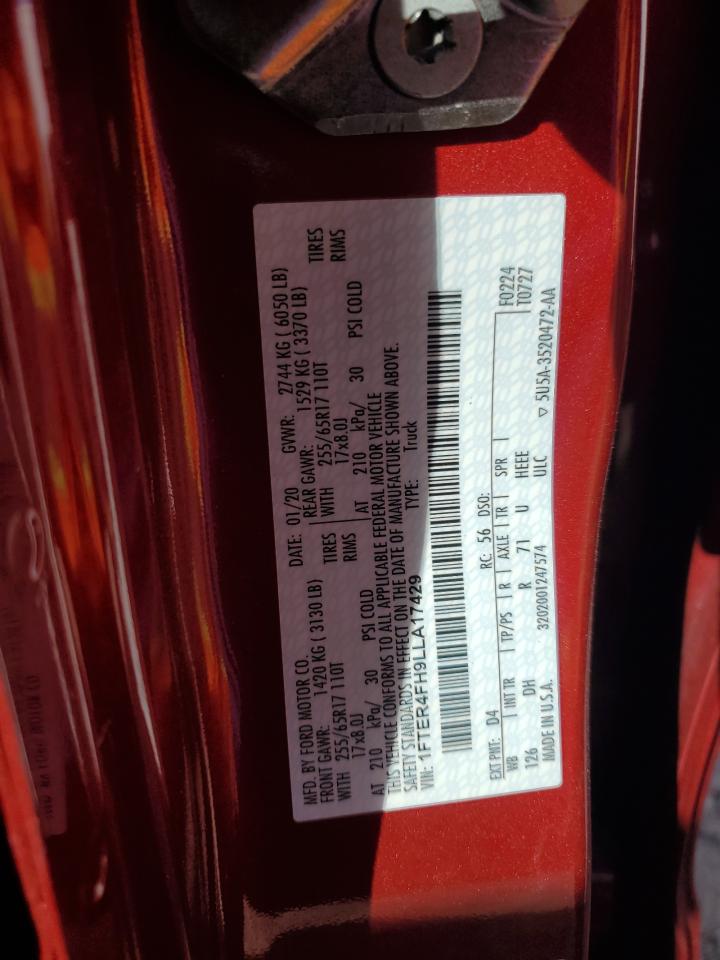 MFD. BY FORD MOTOR CO.
DATE: 01/20 GVWR: 2744 KG ( 6050 LB)
FRONT GAWR: 1420 KG ( 3130 LB) REAR GAWR: 1529 KG ( 3370 LB)
WITH 255/65R17 110T TIRES WITH 255/65R17 110T TIRES
17x8.0J RIMS 17x8.0J RIMS
AT 210 kPa/ 30 PSI COLD AT 210 kPa/ 30 PSI COLD
THIS VEHICLE CONFORMS TO ALL APPLICABLE FEDERAL MOTOR VEHICLE
SAFETY STANDARDS IN EFFECT ON THE DATE OF MANUFACTURE SHOWN ABOVE.
VIN: 1FTER4FH9LLA17429 TYPE: Truck
EXT PNT: D4 RC: 56 DSO: F0224
WB INT TR TP/PS R AXLE TR SPR T0727
126 DH R 71 U HEEE
ULC
MADE IN U.S.A. 3202001247574 ▽ 5U5A-3520472-AA